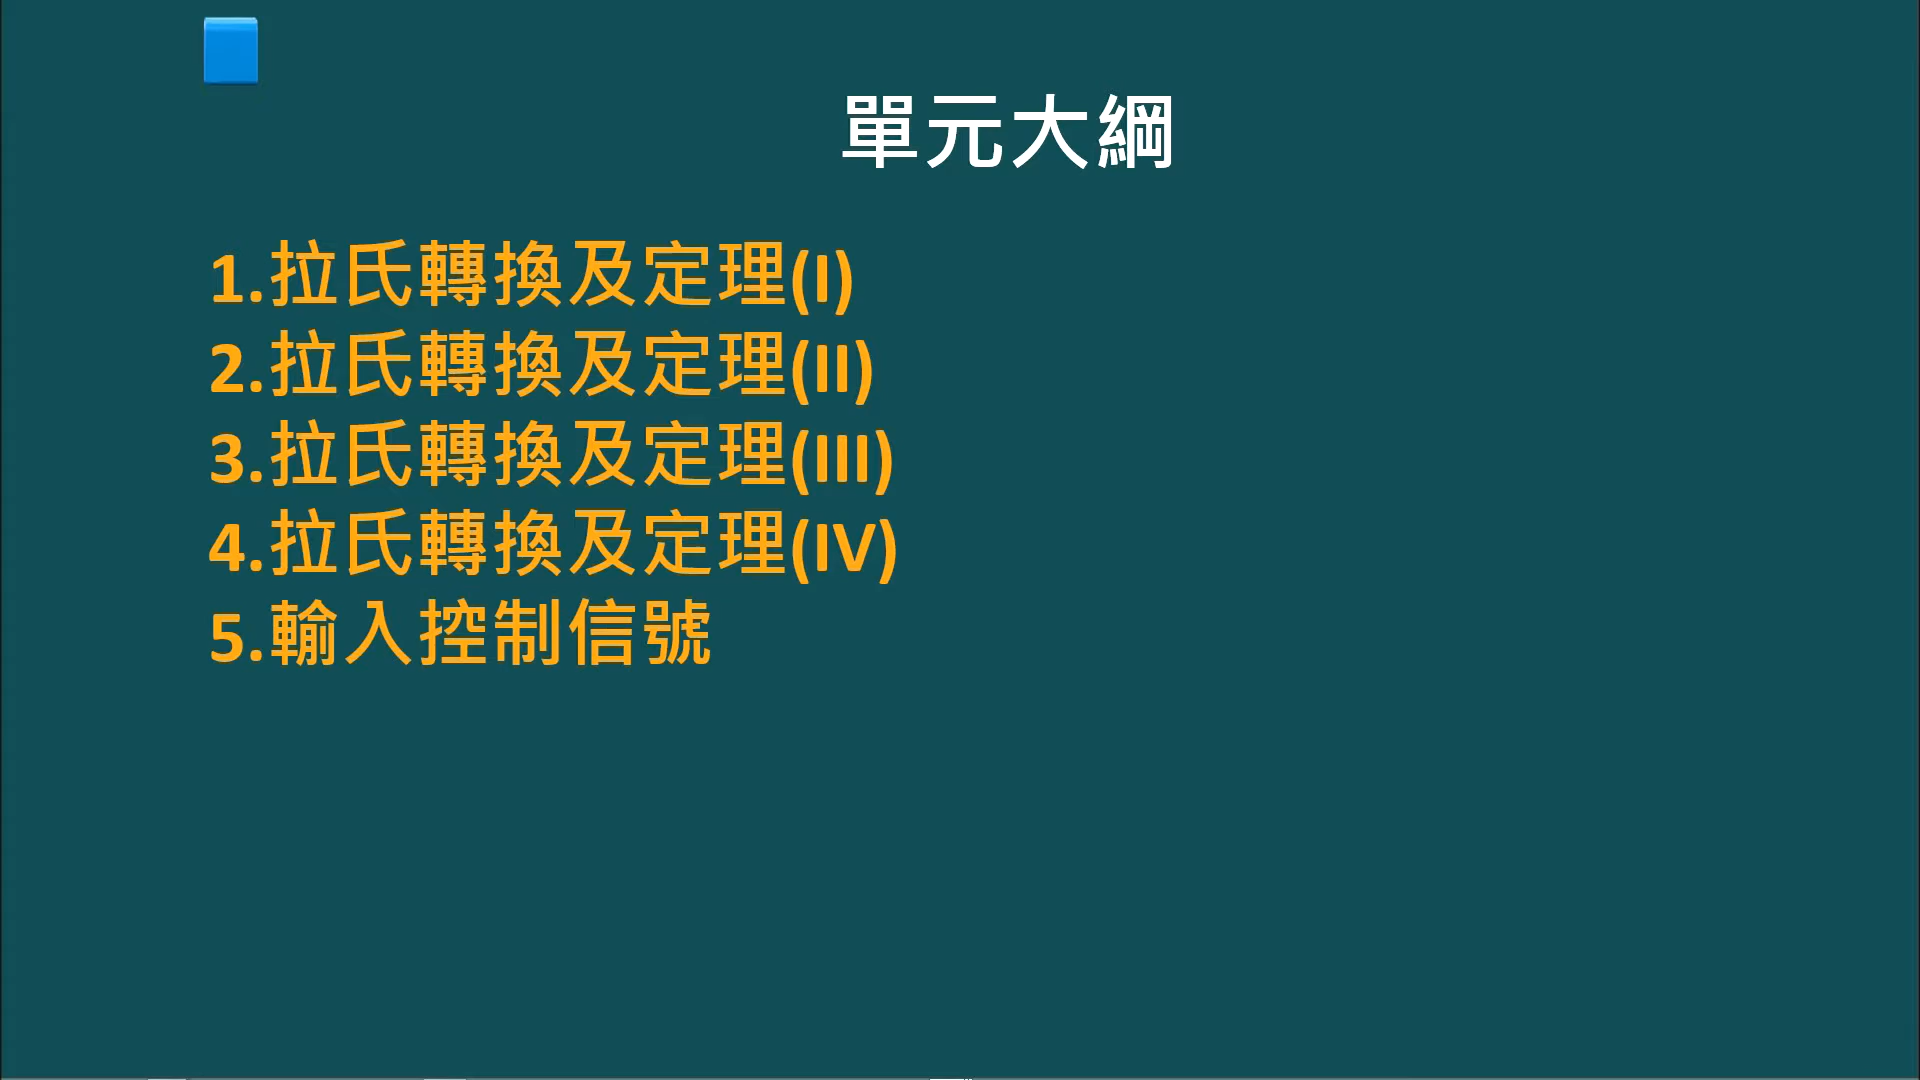 單元大綱
1.拉氏轉換及定理(I)
2.拉氏轉換及定理(II)
3.拉氏轉換及定理(III)
4.拉氏轉換及定理(IV)
5.輸入控制信號